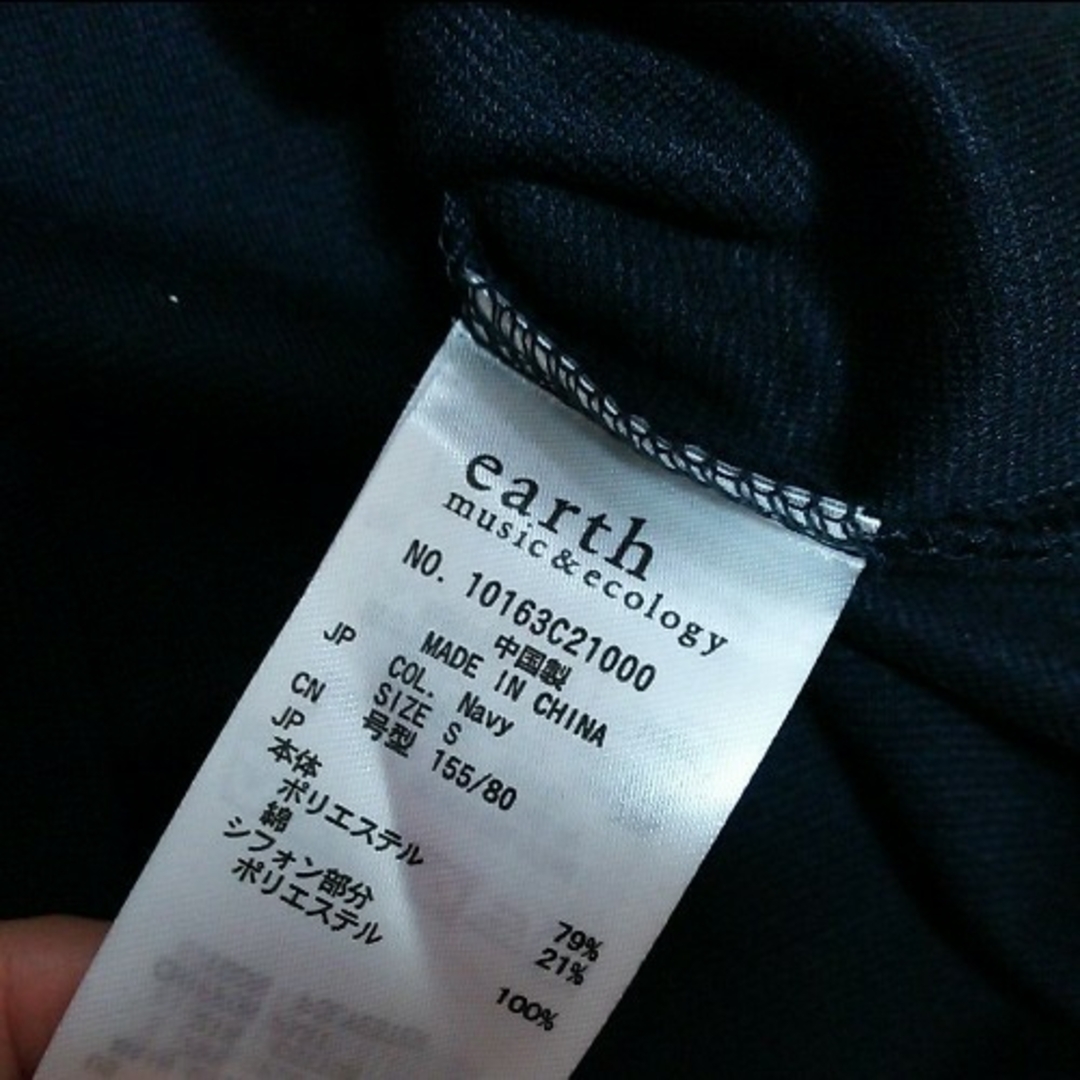 earth
music&ecology
NO. 10163C21000
中国製
MADE IN CHINA
COL. Navy
JP SIZE S
CN 号型 155/80
JP
本体
ポリエステル 79%
綿 21%
シフォン部分
ポリエステル 100%